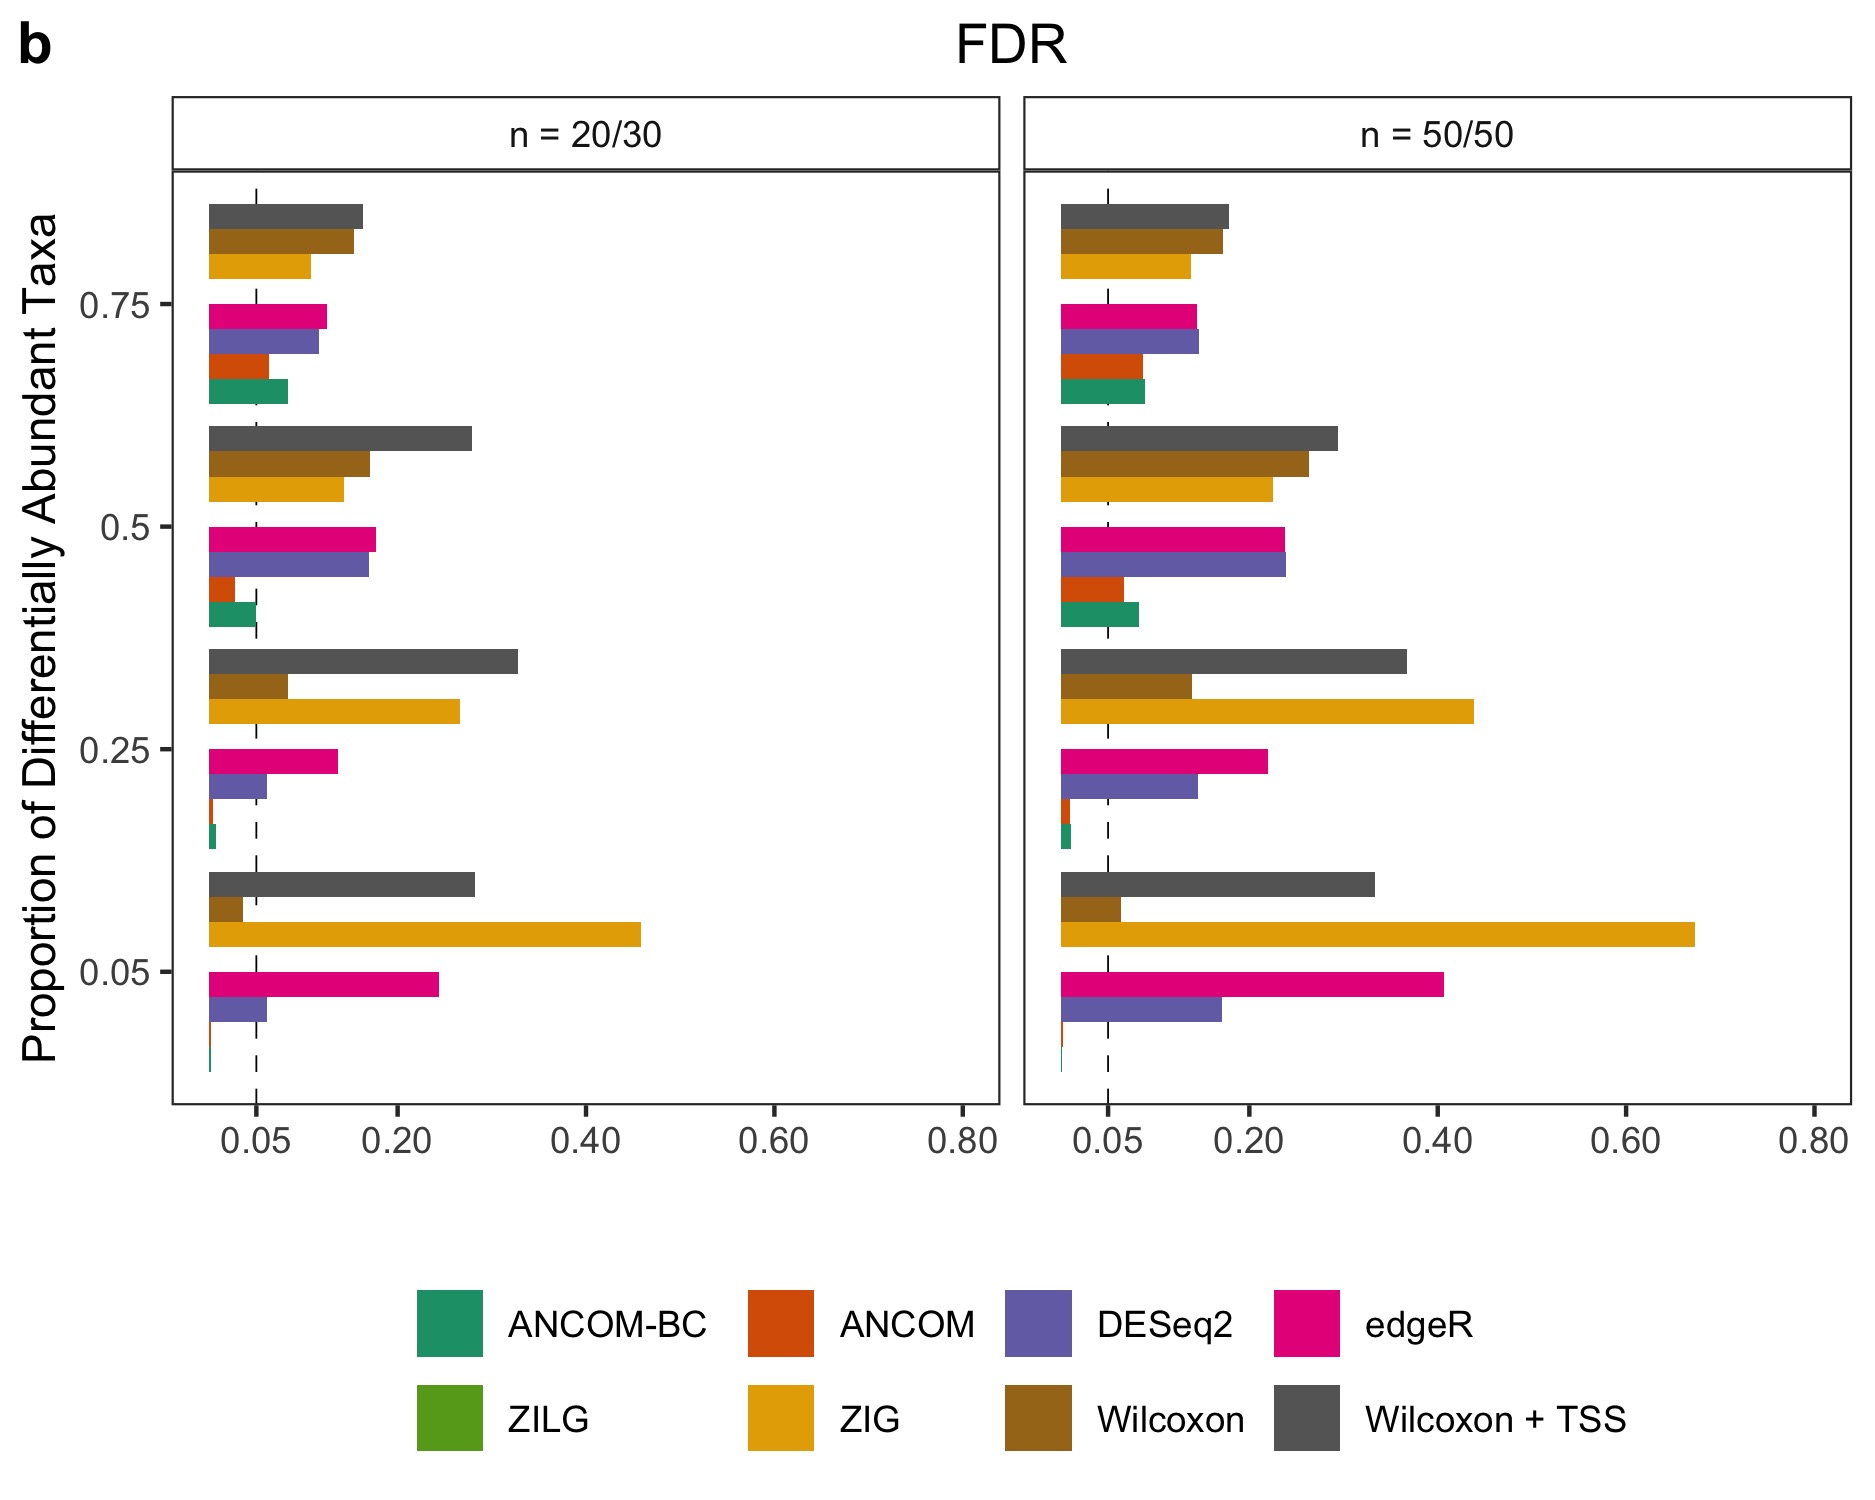 b
FDR
n = 20/30
n = 50/50
Proportion of Differentially Abundant Taxa
0.75
0.5
0.25
0.05
0.05 0.20 0.40 0.60 0.80
0.05 0.20 0.40 0.60 0.80
ANCOM-BC ANCOM DESeq2 edgeR
ZILG ZIG Wilcoxon Wilcoxon + TSS